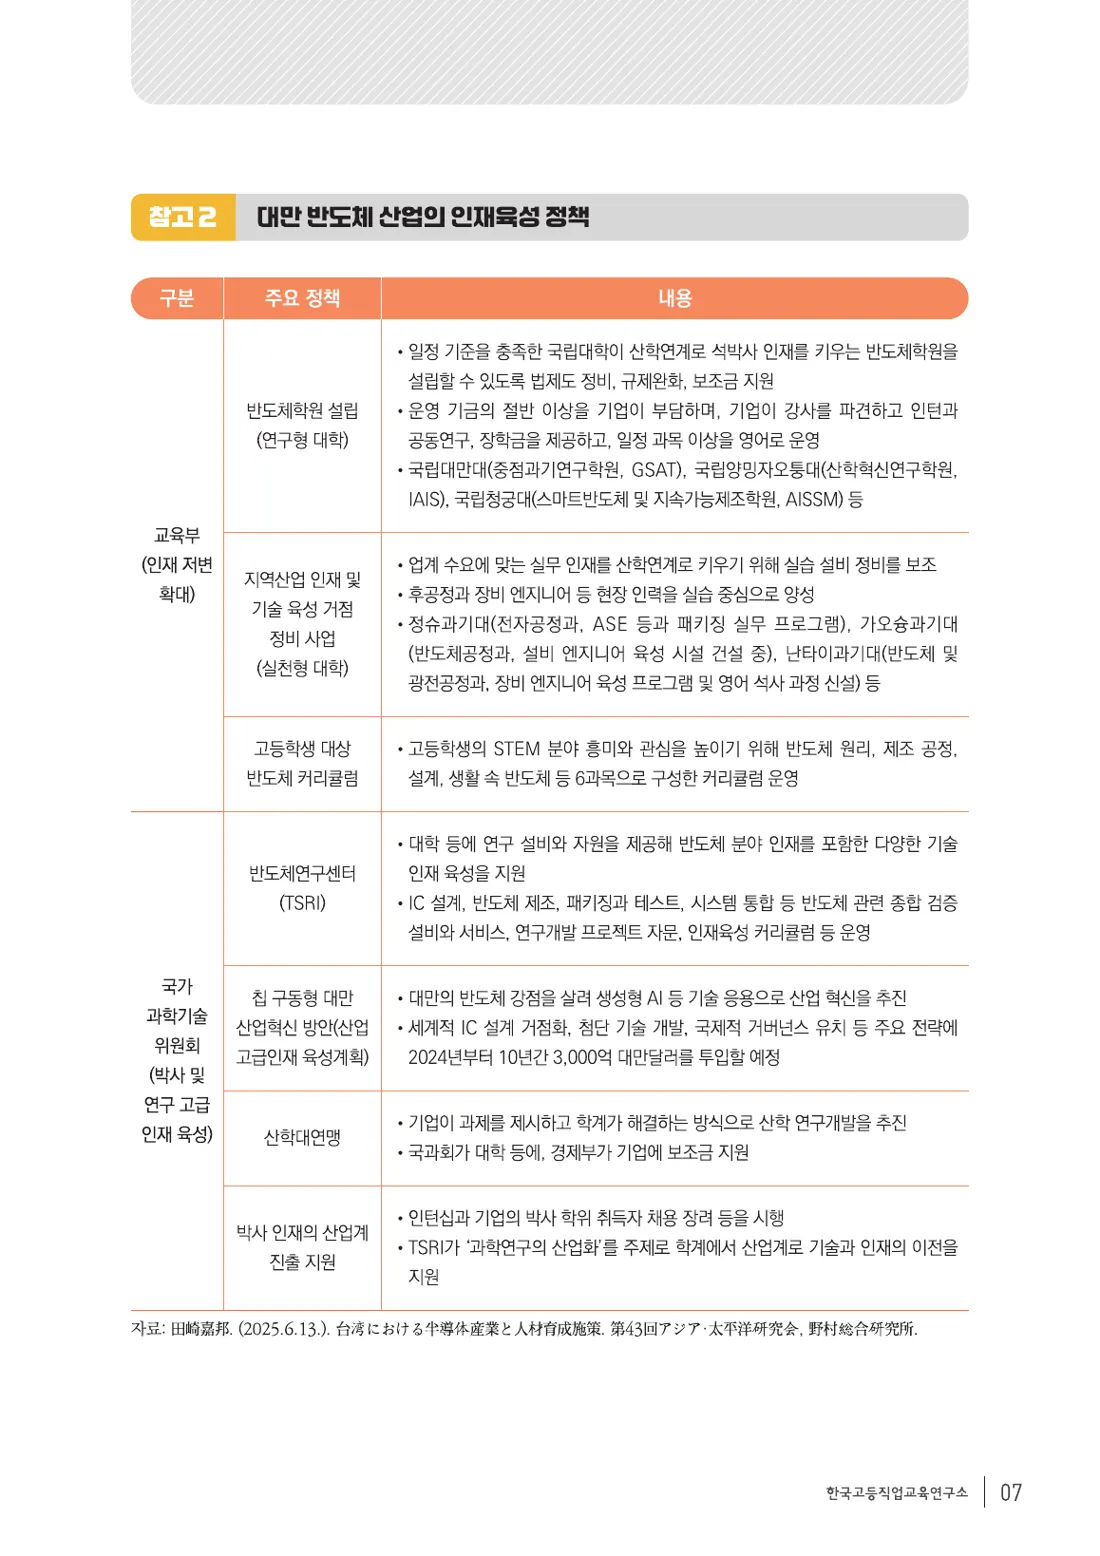 참고 2 대만 반도체 산업의 인재육성 정책
구분 주요 정책 내용
교육부
(인재 저변
확대)
반도체학원 설립
(연구형 대학)
• 일정 기준을 충족한 국립대학이 산학연계로 석박사 인재를 키우는 반도체학원을
설립할 수 있도록 법제도 정비, 규제완화, 보조금 지원
• 운영 기금의 절반 이상을 기업이 부담하며, 기업이 강사를 파견하고 인턴과
공동연구, 장학금을 제공하고, 일정 과목 이상을 영어로 운영
• 국립대만대(중점과기연구학원, GSAT), 국립양밍자오퉁대(산학혁신연구학원,
IAIS), 국립청궁대(스마트반도체 및 지속가능제조학원, AISSM) 등
지역산업 인재 및
기술 육성 거점
정비 사업
(실천형 대학)
• 업계 수요에 맞는 실무 인재를 산학연계로 키우기 위해 실습 설비 정비를 보조
• 후공정과 장비 엔지니어 등 현장 인력을 실습 중심으로 양성
• 정슈과기대(전자공정과, ASE 등과 패키징 실무 프로그램), 가오슝과기대
(반도체공정과, 설비 엔지니어 육성 시설 건설 중), 난타이과기대(반도체 및
광전공정과, 장비 엔지니어 육성 프로그램 및 영어 석사 과정 신설) 등
고등학생 대상
반도체 커리큘럼
• 고등학생의 STEM 분야 흥미와 관심을 높이기 위해 반도체 원리, 제조 공정,
설계, 생활 속 반도체 등 6과목으로 구성한 커리큘럼 운영
국가
과학기술
위원회
(박사 및
연구 고급
인재 육성)
반도체연구센터
(TSRI)
• 대학 등에 연구 설비와 자원을 제공해 반도체 분야 인재를 포함한 다양한 기술
인재 육성을 지원
• IC 설계, 반도체 제조, 패키징과 테스트, 시스템 통합 등 반도체 관련 종합 검증
설비와 서비스, 연구개발 프로젝트 자문, 인재육성 커리큘럼 등 운영
칩 구동형 대만
산업혁신 방안(산업
고급인재 육성계획)
• 대만의 반도체 강점을 살려 생성형 AI 등 기술 응용으로 산업 혁신을 추진
• 세계적 IC 설계 거점화, 첨단 기술 개발, 국제적 거버넌스 유치 등 주요 전략에
2024년부터 10년간 3,000억 대만달러를 투입할 예정
산학대연맹
• 기업이 과제를 제시하고 학계가 해결하는 방식으로 산학 연구개발을 추진
• 국과회가 대학 등에, 경제부가 기업에 보조금 지원
박사 인재의 산업계
진출 지원
• 인턴십과 기업의 박사 학위 취득자 채용 장려 등을 시행
• TSRI가 ‘과학연구의 산업화’를 주제로 학계에서 산업계로 기술과 인재의 이전을
지원
자료: 田崎嘉邦. (2025.6.13.). 台湾における半導体産業と人材育成施策. 第43回アジア·太平洋研究会, 野村総合研究所.
한국고등직업교육연구소 07